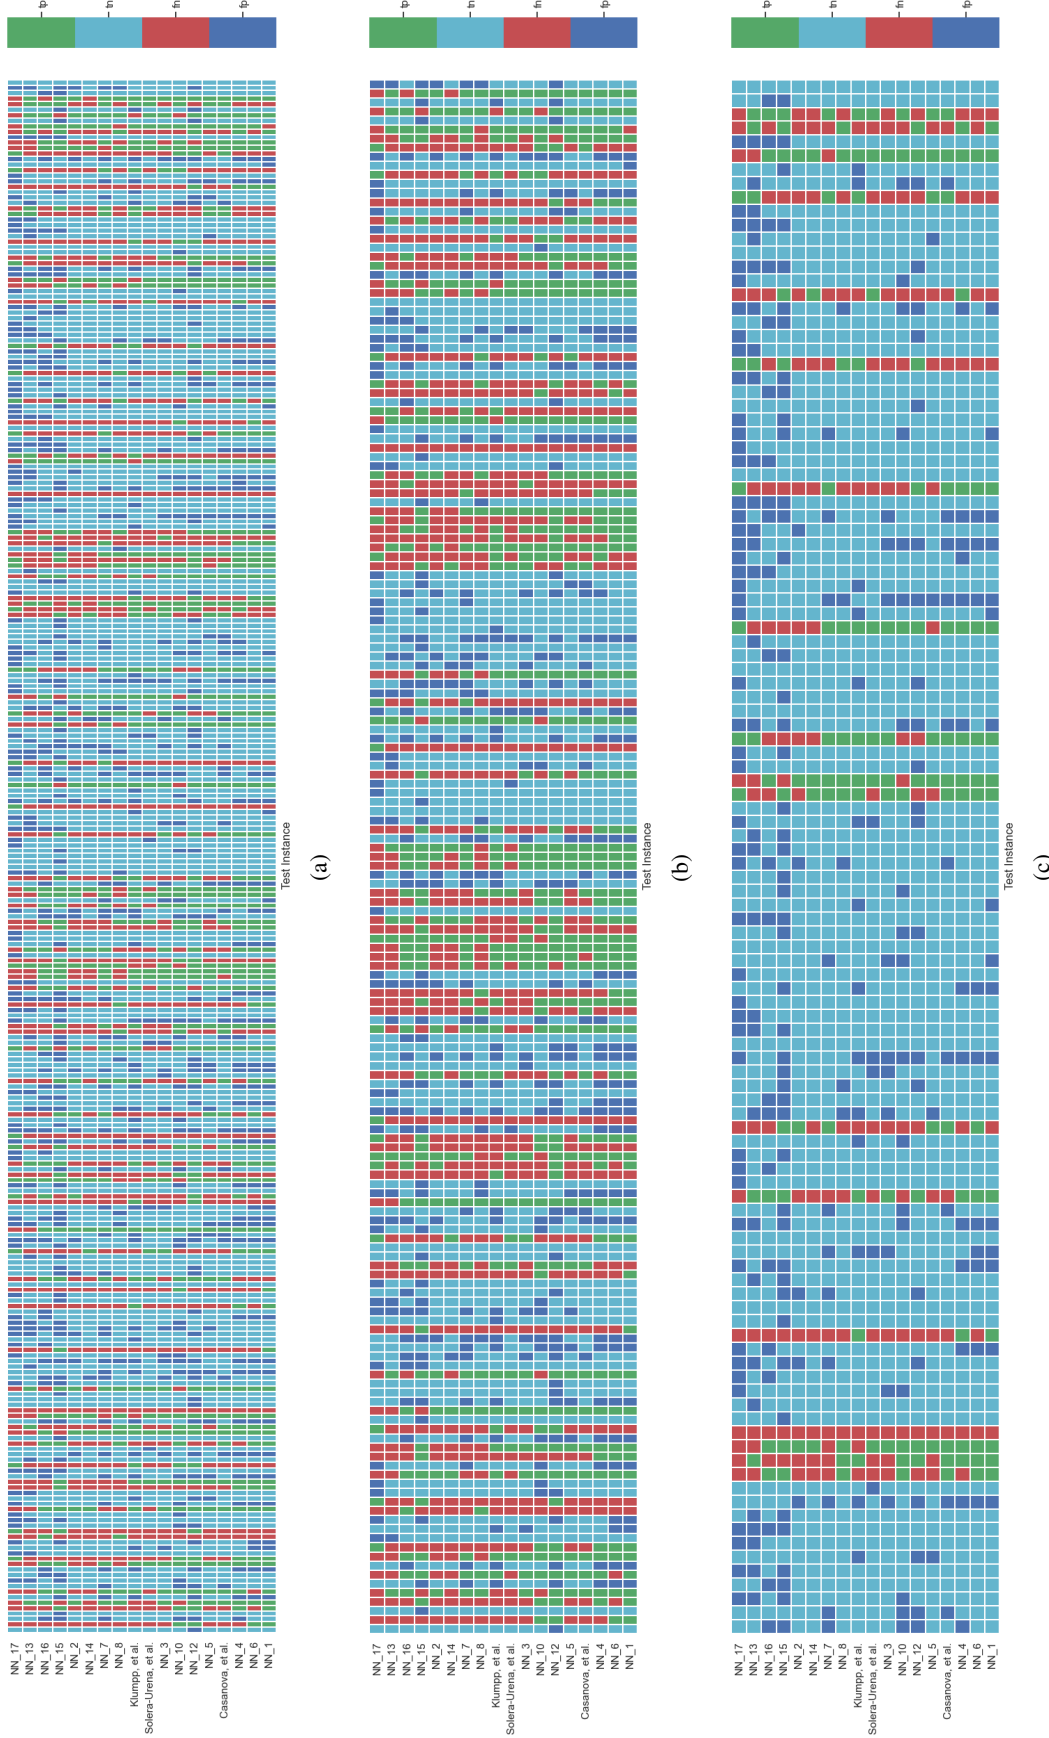 tp
tn
fn
fp
NN_17
NN_13
NN_16
NN_15
NN_2
NN_14
NN_7
NN_8
Klumpp, et al.
Solera-Urena, et al.
NN_3
NN_10
NN_12
NN_5
Casanova, et al.
NN_4
NN_6
NN_1
Test Instance
(a)
tp
tn
fn
fp
NN_17
NN_13
NN_16
NN_15
NN_2
NN_14
NN_7
NN_8
Klumpp, et al.
Solera-Urena, et al.
NN_3
NN_10
NN_12
NN_5
Casanova, et al.
NN_4
NN_6
NN_1
Test Instance
(b)
tp
tn
fn
fp
NN_17
NN_13
NN_16
NN_15
NN_2
NN_14
NN_7
NN_8
Klumpp, et al.
Solera-Urena, et al.
NN_3
NN_10
NN_12
NN_5
Casanova, et al.
NN_4
NN_6
NN_1
Test Instance
(c)